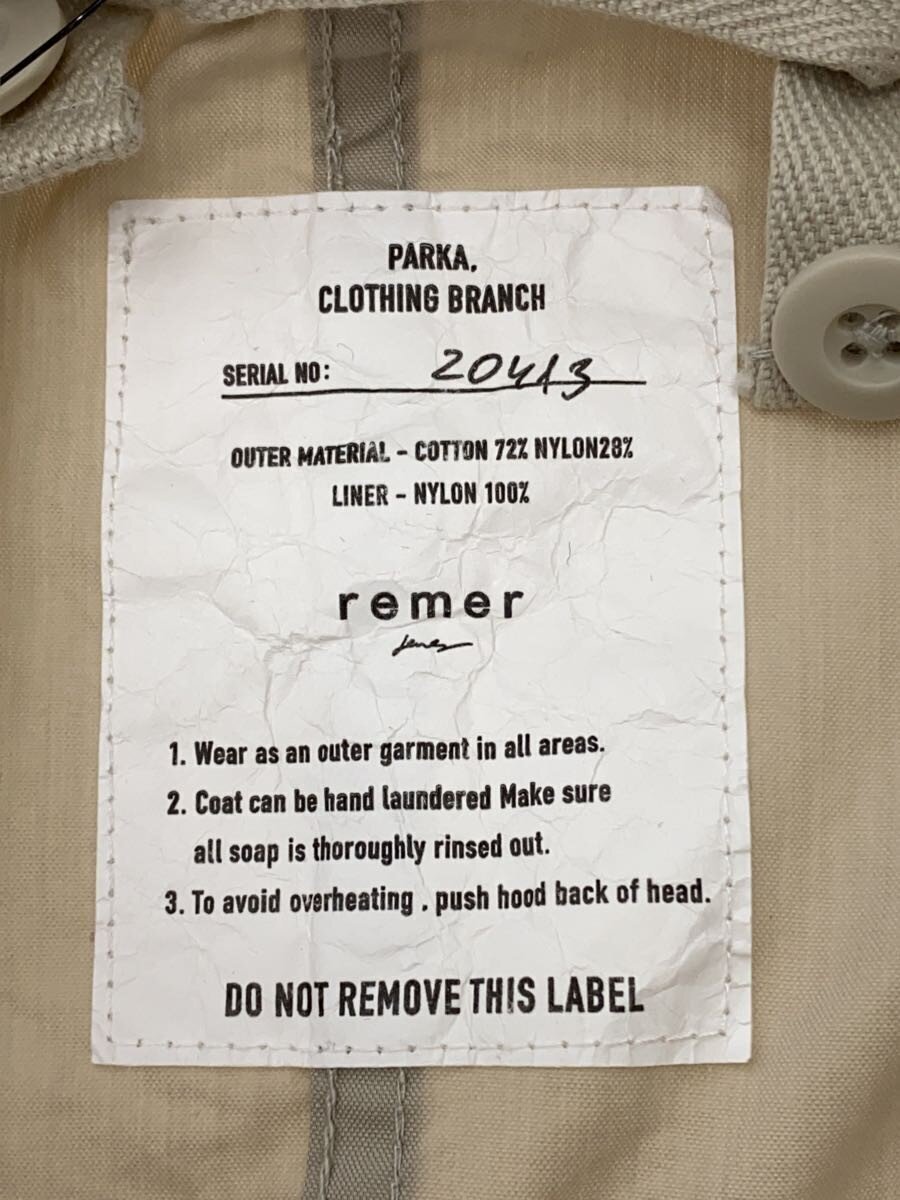 PARKA,
CLOTHING BRANCH
SERIAL NO: 20413
OUTER MATERIAL - COTTON 72% NYLON28%
LINER - NYLON 100%
remer
1. Wear as an outer garment in all areas.
2. Coat can be hand laundered Make sure
all soap is thoroughly rinsed out.
3. To avoid overheating . push hood back of head.
DO NOT REMOVE THIS LABEL